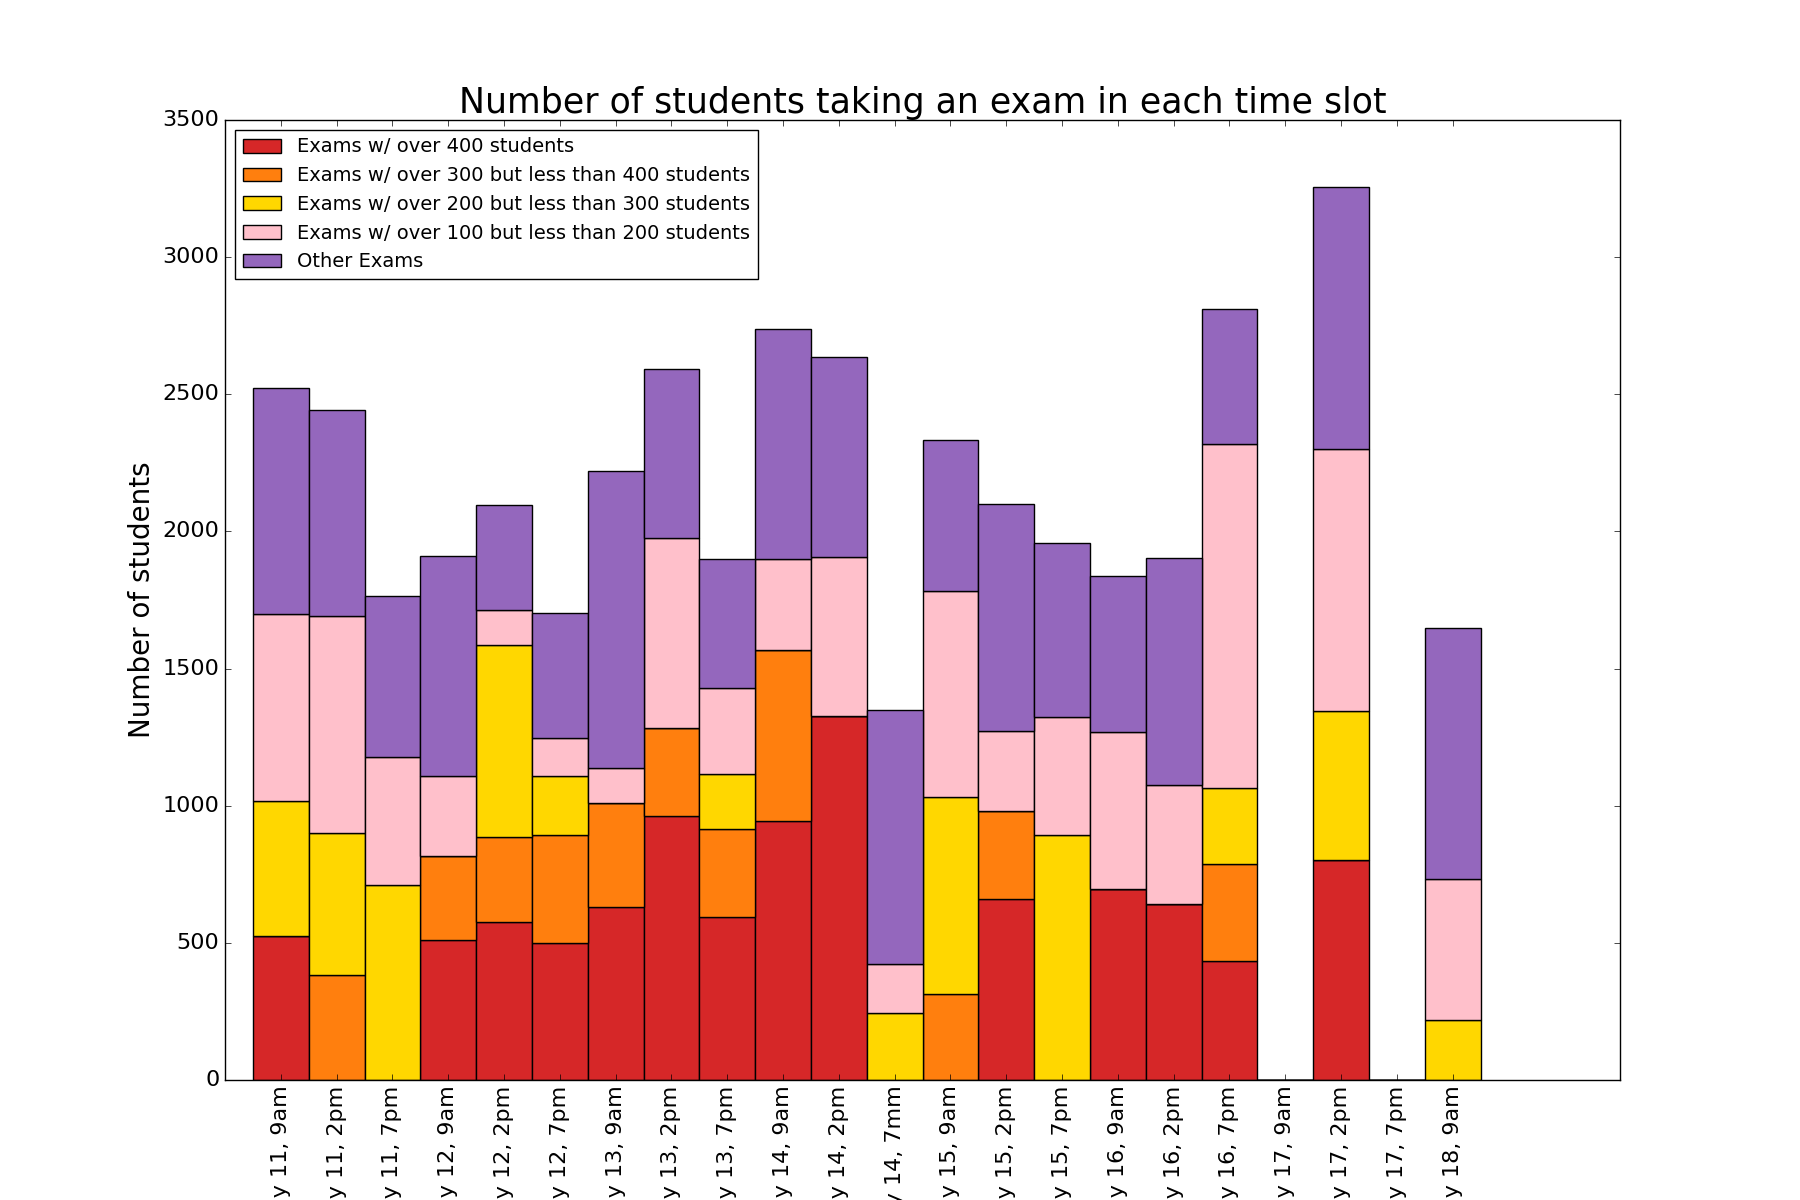 Number of students taking an exam in each time slot
3500
3000
2500
2000
1500
1000
500
0
Number of students
Exams w/ over 400 students
Exams w/ over 300 but less than 400 students
Exams w/ over 200 but less than 300 students
Exams w/ over 100 but less than 200 students
Other Exams
y 11, 9am
y 11, 2pm
y 11, 7pm
y 12, 9am
y 12, 2pm
y 12, 7pm
y 13, 9am
y 13, 2pm
y 13, 7pm
y 14, 9am
y 14, 2pm
y 14, 7mm
y 15, 9am
y 15, 2pm
y 15, 7pm
y 16, 9am
y 16, 2pm
y 16, 7pm
y 17, 9am
y 17, 2pm
y 17, 7pm
y 18, 9am